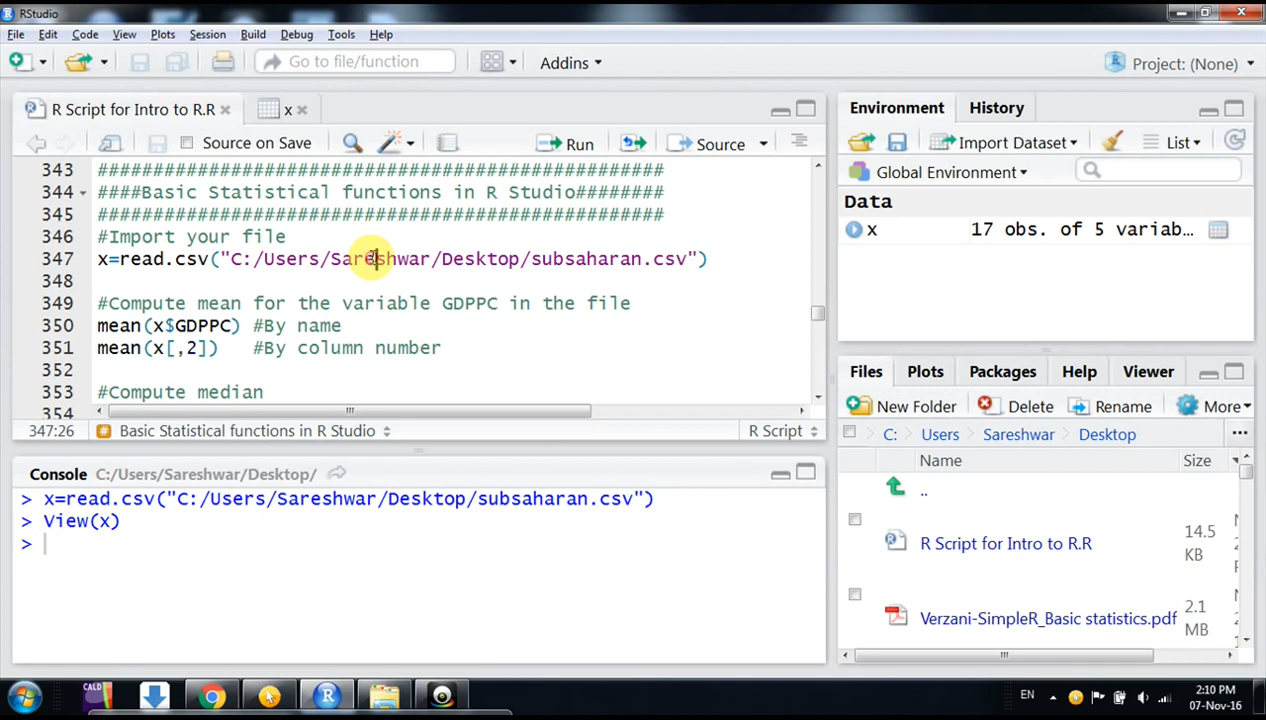 RStudio
File Edit Code View Plots Session Build Debug Tools Help
Go to file/function Addins Project: (None)
R Script for Intro to R.R x
Source on Save Run Source
343 ###################################################
344 ####Basic Statistical functions in R Studio########
345 ###################################################
346 #Import your file
347 x=read.csv("C:/Users/Sareshwar/Desktop/subsaharan.csv")
348
349 #Compute mean for the variable GDPPC in the file
350 mean(x$GDPPC) #By name
351 mean(x[,2]) #By column number
352
353 #Compute median
354
347:26 Basic Statistical functions in R Studio R Script
Console C:/Users/Sareshwar/Desktop/
> x=read.csv("C:/Users/Sareshwar/Desktop/subsaharan.csv")
> View(x)
>
Environment History
Import Dataset List
Global Environment
Data
x 17 obs. of 5 variab...
Files Plots Packages Help Viewer
New Folder Delete Rename More
C: Users Sareshwar Desktop ...
Name Size
..
R Script for Intro to R.R 14.5 KB
Verzani-SimpleR_Basic statistics.pdf 2.1 MB
CALD
EN
2:10 PM
07-Nov-16